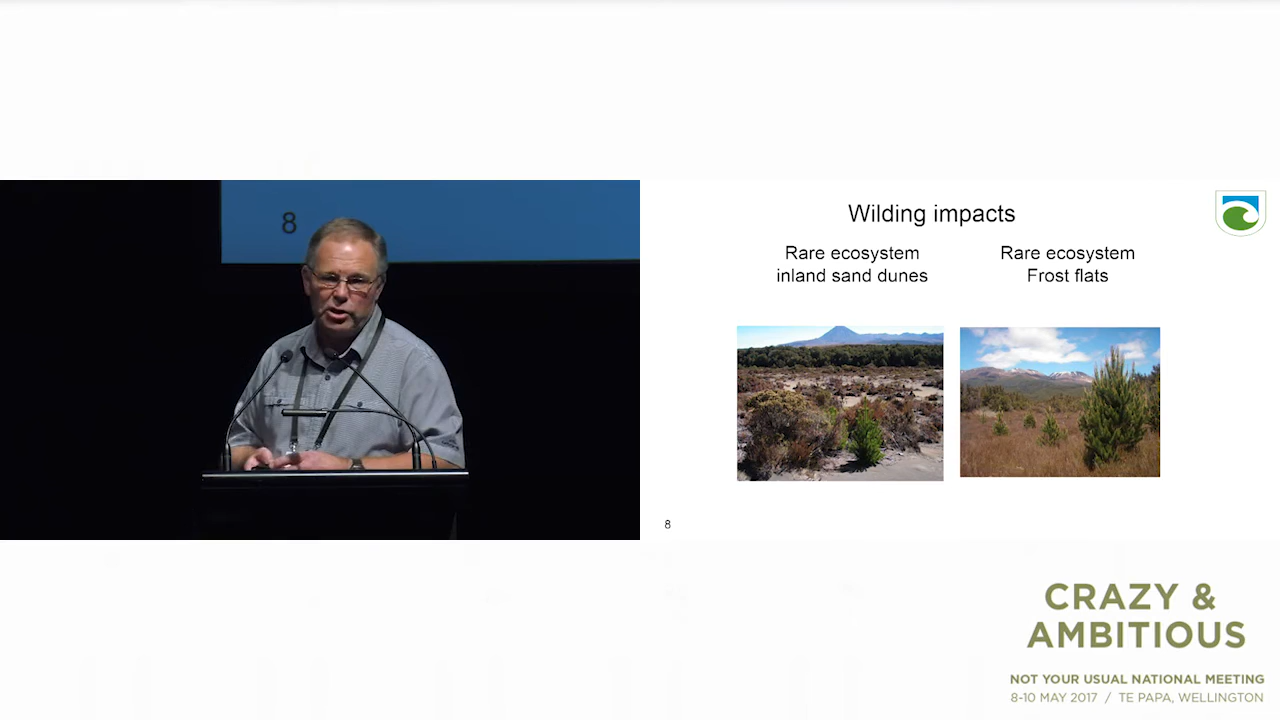 8
Wilding impacts
Rare ecosystem
inland sand dunes
Rare ecosystem
Frost flats
8
CRAZY &
AMBITIOUS
NOT YOUR USUAL NATIONAL MEETING
8-10 MAY 2017 / TE PAPA, WELLINGTON